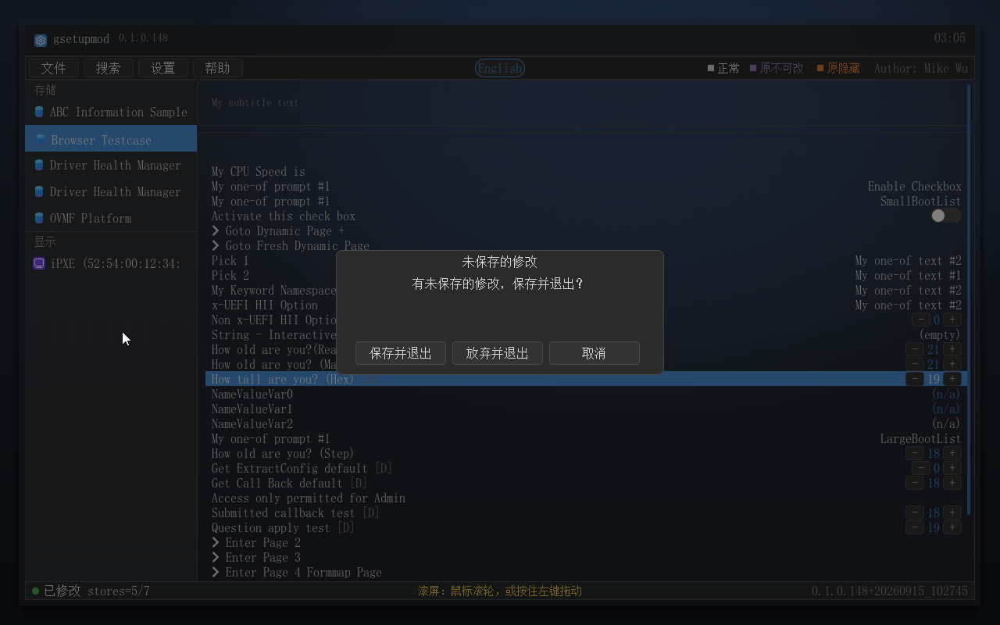 gsetupmod 0.1.0.148 03:05
文件 搜索 设置 帮助 English 正常 原不可改 原隐藏 Author: Mike Wu
存储
ABC Information Sample
Browser Testcase
Driver Health Manager
Driver Health Manager
OVMF Platform
显示
iPXE (52:54:00:12:34:
My subtitle text
My CPU Speed is
My one-of prompt #1 Enable Checkbox
My one-of prompt #1 SmallBootList
Activate this check box
Goto Dynamic Page +
Goto Fresh Dynamic Page
Pick 1 My one-of text #2
Pick 2 My one-of text #1
My Keyword Namespace My one-of text #2
x-UEFI HII Option My one-of text #2
Non x-UEFI HII Optio − 0 +
String - Interactive (empty)
How old are you?(Rea − 21 +
How old are you? (Ma − 21 +
How tall are you? (Hex) − 19 +
NameValueVar0 (n/a)
NameValueVar1 (n/a)
NameValueVar2 (n/a)
My one-of prompt #1 LargeBootList
How old are you? (Step) − 18 +
Get ExtractConfig default [D] − 0 +
Get Call Back default [D] − 18 +
Access only permitted for Admin
Submitted callback test [D] − 18 +
Question apply test [D] − 19 +
Enter Page 2
Enter Page 3
Enter Page 4 Formmap Page
未保存的修改
有未保存的修改，保存并退出？
保存并退出 放弃并退出 取消
已修改 stores=5/7 滚屏：鼠标滚轮，或按住左键拖动 0.1.0.148+20260915_102745